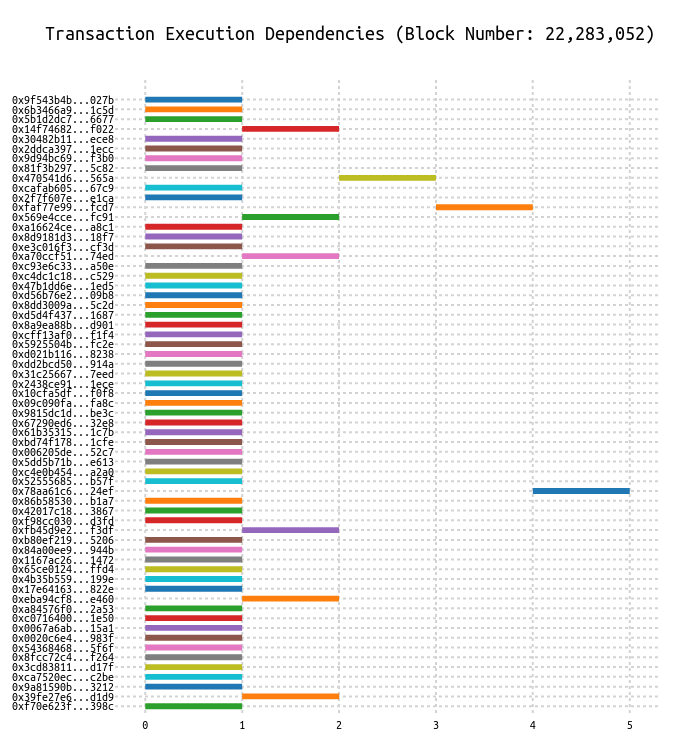 Transaction Execution Dependencies (Block Number: 22,283,052)
0x9f543b4b...027b
0x6b3466a9...1c5d
0x5b1d2dc7...6677
0x14f74682...f022
0x30482b11...ece8
0x2ddca397...1ecc
0x9d94bc69...f3b0
0x81f3b297...5c82
0x470541d6...565a
0xcafab605...67c9
0x2f7f607e...e1ca
0xfaf77e99...fcd7
0x569e4cce...fc91
0xa16624ce...a8c1
0x8d9181d3...18f7
0xe3c016f3...cf3d
0xa70ccf51...74ed
0xc93e6c33...a50e
0xc4dc1c18...c529
0x47b1dd6e...1ed5
0xd56b76e2...09b8
0x8dd3009a...5c2d
0xd5d4f437...1687
0x8a9ea88b...d901
0xcff13af0...f1f4
0x5925504b...fc2e
0xd021b116...8238
0xdd2bcd50...914a
0x31c25667...7eed
0x2438ce91...1ece
0x10cfa5df...f0f8
0x09c090fa...fa8c
0x9815dc1d...be3c
0x67290ed6...32e8
0x61b35315...1c7b
0xbd74f178...1cfe
0x006205de...52c7
0x5dd5b71b...e613
0xc4e0b454...a2a0
0x52555685...b57f
0x78aa61c6...24ef
0x86b58530...b1a7
0x42017c18...3867
0xf98cc030...d3fd
0xfb45d9e2...f3df
0xb80ef219...5206
0x84a00ee9...944b
0x1167ac26...1472
0x65ce0124...ffd4
0x4b35b559...199e
0x17e64163...822e
0xeba94cf8...e460
0xa84576f0...2a53
0xc0716400...1e50
0x0067a6ab...15a1
0x0020c6e4...983f
0x54368468...5f6f
0x8fcc72c4...f264
0x3cd83811...d17f
0xca7520ec...c2be
0x9a81590b...3212
0x39fe27e6...d1d9
0xf70e623f...398c
0 1 2 3 4 5